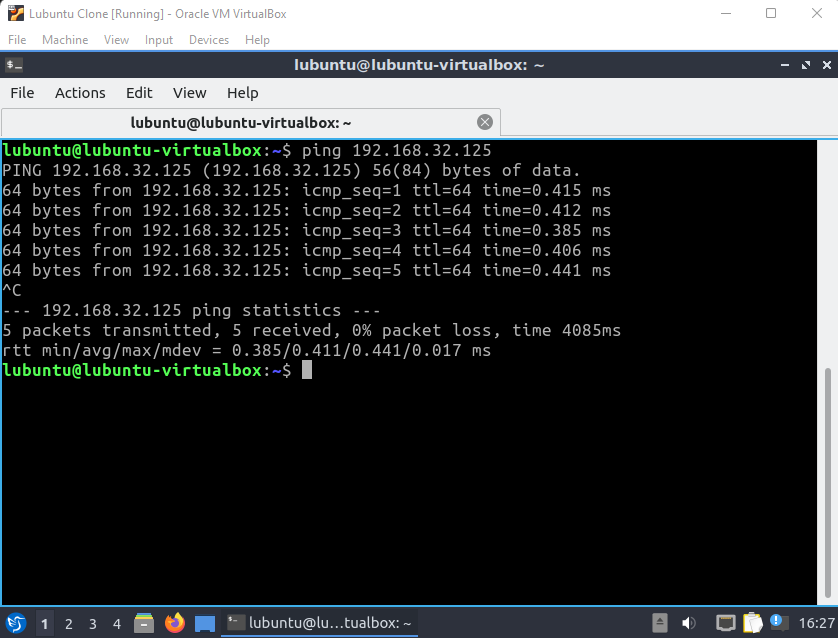 Lubuntu Clone [Running] - Oracle VM VirtualBox
File Machine View Input Devices Help
$_
lubuntu@lubuntu-virtualbox: ~
File Actions Edit View Help
lubuntu@lubuntu-virtualbox: ~
lubuntu@lubuntu-virtualbox:~$ ping 192.168.32.125
PING 192.168.32.125 (192.168.32.125) 56(84) bytes of data.
64 bytes from 192.168.32.125: icmp_seq=1 ttl=64 time=0.415 ms
64 bytes from 192.168.32.125: icmp_seq=2 ttl=64 time=0.412 ms
64 bytes from 192.168.32.125: icmp_seq=3 ttl=64 time=0.385 ms
64 bytes from 192.168.32.125: icmp_seq=4 ttl=64 time=0.406 ms
64 bytes from 192.168.32.125: icmp_seq=5 ttl=64 time=0.441 ms
^C
--- 192.168.32.125 ping statistics ---
5 packets transmitted, 5 received, 0% packet loss, time 4085ms
rtt min/avg/max/mdev = 0.385/0.411/0.441/0.017 ms
lubuntu@lubuntu-virtualbox:~$
1 2 3 4 lubuntu@lu...tualbox: ~ 16:27